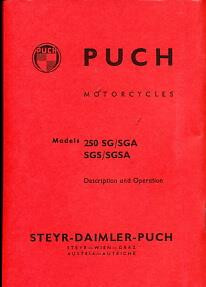 PUCH
PUCH
MOTORCYCLES
Models 250 SG/SGA
SGS/SGSA
Description and Operation
STEYR-DAIMLER-PUCH
STEYR—WIEN—GRAZ
AUSTRIA—AUTRICHE